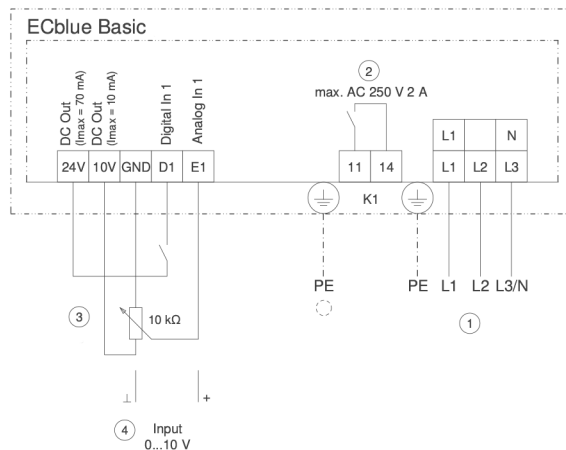 ECblue Basic
DC Out
(Imax = 70 mA)
DC Out
(Imax = 10 mA)
Digital In 1
Analog In 1
2
max. AC 250 V 2 A
L1 N
24V 10V GND D1 E1
11 14
L1 L2 L3
K1
PE
PE L1 L2 L3/N
3
10 kΩ
1
⊥ +
4
Input
0...10 V